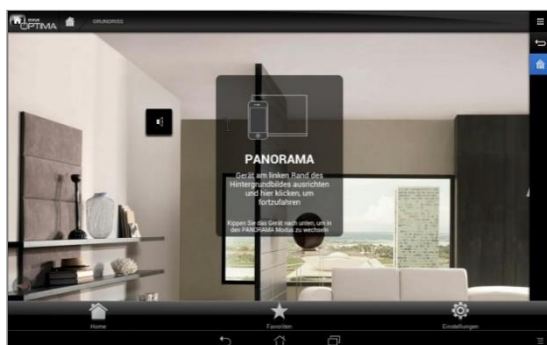 OPTIMA
GRUNDRISS
PANORAMA
Gerät am linken Rand des
Hintergrundbildes ausrichten
und hier klicken, um
fortzufahren
Kippen Sie das Gerät nach unten, um in
den PANORAMA Modus zu wechseln
Home
Favoriten
Einstellungen